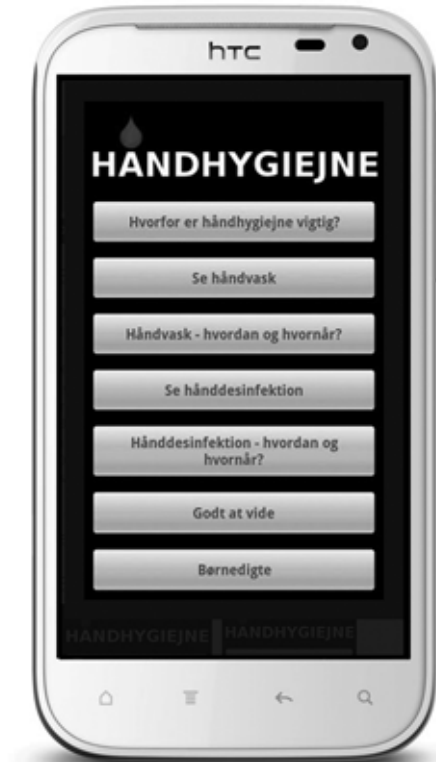 hTC
HÅNDHYGIEJNE
Hvorfor er håndhygiejne vigtig?
Se håndvask
Håndvask - hvordan og hvornår?
Se hånddesinfektion
Hånddesinfektion - hvordan og
hvornår?
Godt at vide
Børnedigte
HÅNDHYGIEJNE HÅNDHYGIEJNE